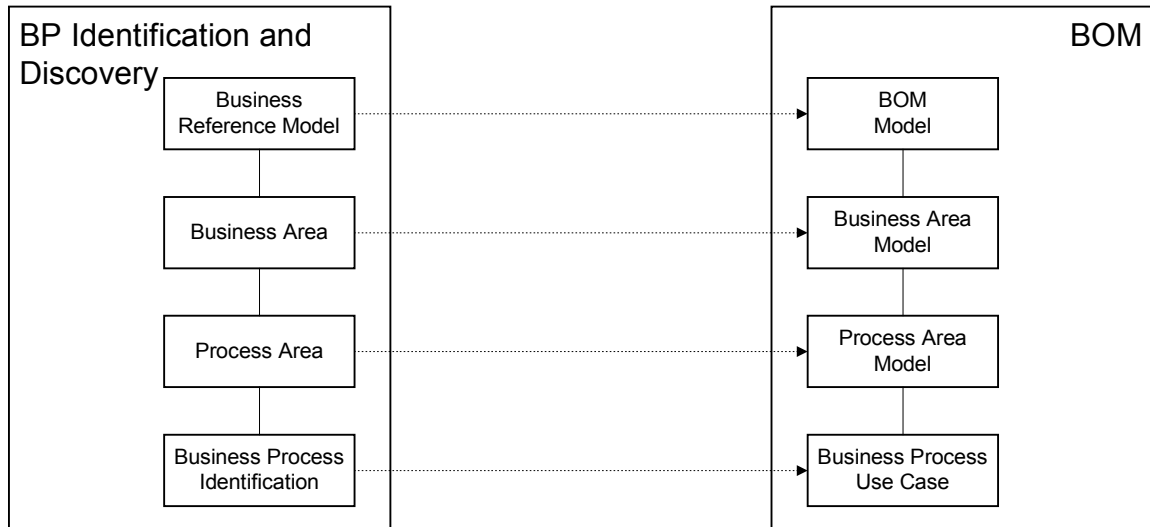 BP Identification and
Discovery
BOM
Business
Reference Model
BOM
Model
Business Area
Business Area
Model
Process Area
Process Area
Model
Business Process
Identification
Business Process
Use Case